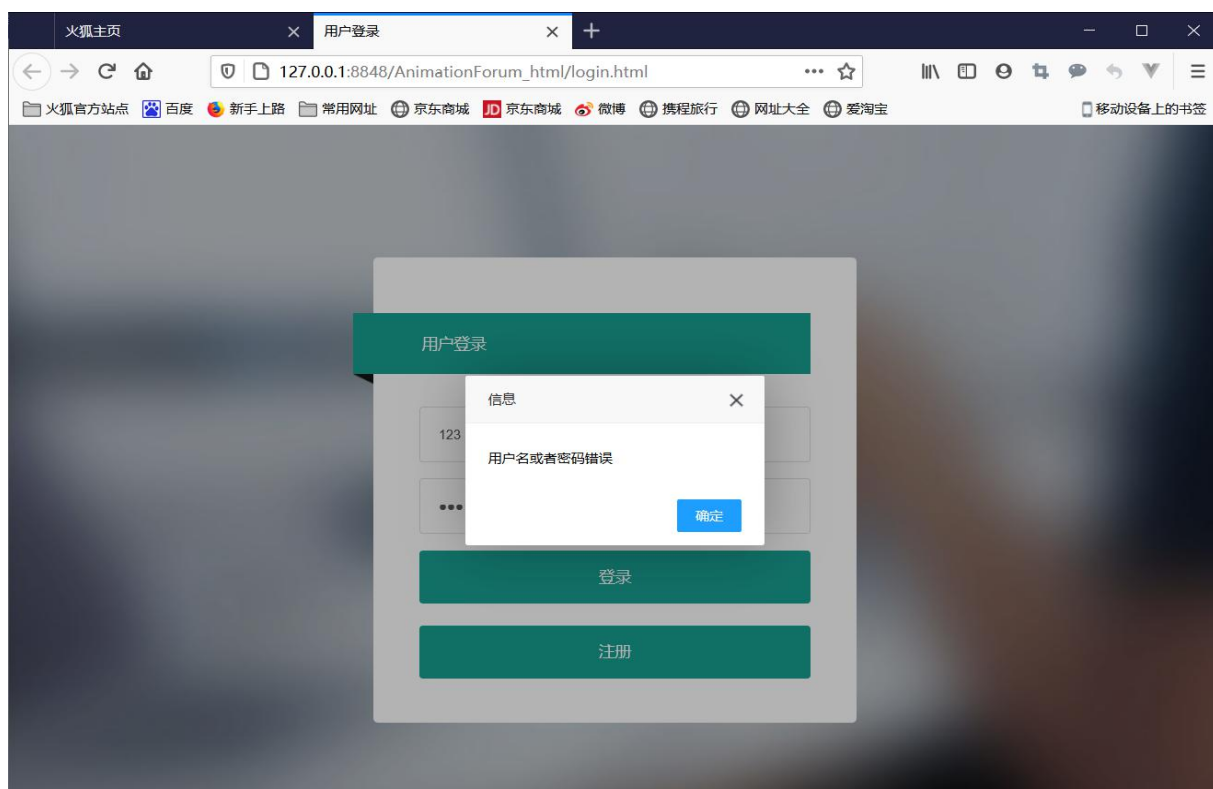 火狐主页
用户登录
127.0.0.1:8848/AnimationForum_html/login.html
火狐官方站点 百度 新手上路 常用网址 京东商城 JD 京东商城 微博 携程旅行 网址大全 爱淘宝 移动设备上的书签
用户登录
信息
123
用户名或者密码错误
确定
登录
注册